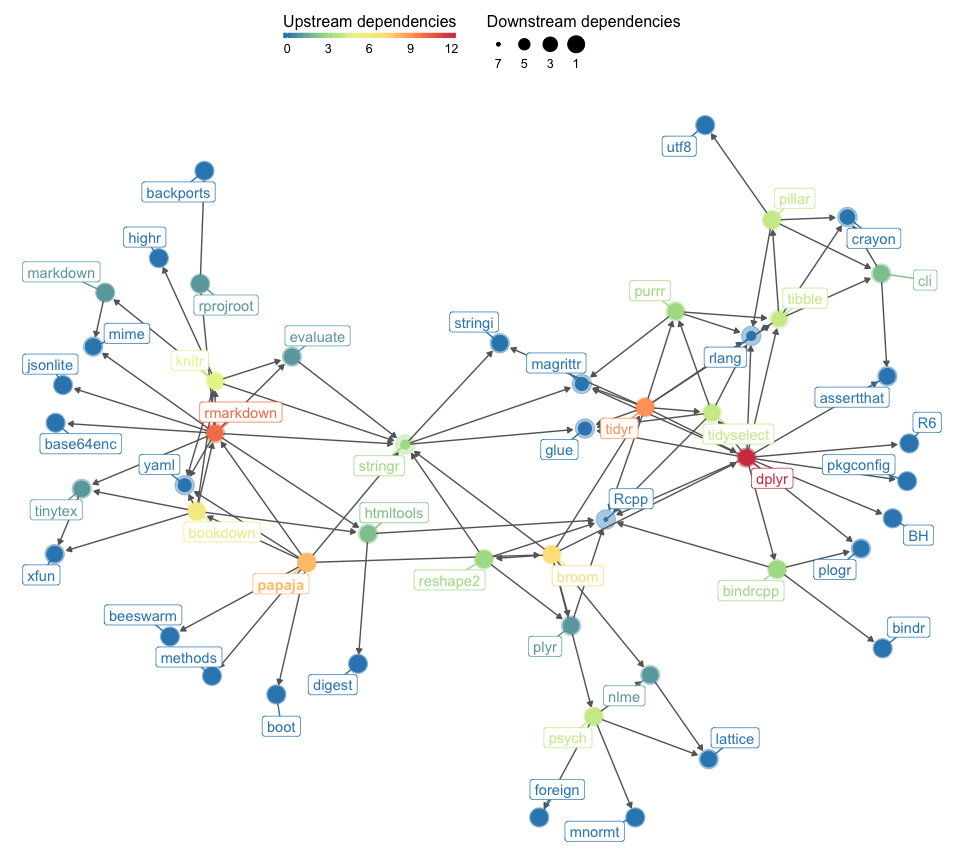 Upstream dependencies
Downstream dependencies
0 3 6 9 12
7 5 3 1
utf8
backports
pillar
highr
crayon
markdown
cli
rprojroot
purrr
tibble
mime
stringi
evaluate
knitr
rlang
jsonlite
magrittr
assertthat
rmarkdown
R6
base64enc
tidyr
tidyselect
glue
stringr
yaml
pkgconfig
dplyr
Rcpp
tinytex
htmltools
bookdown
BH
xfun
papaja
reshape2
broom
plogr
bindrcpp
beeswarm
bindr
plyr
methods
digest
nlme
boot
psych
lattice
foreign
mnormt